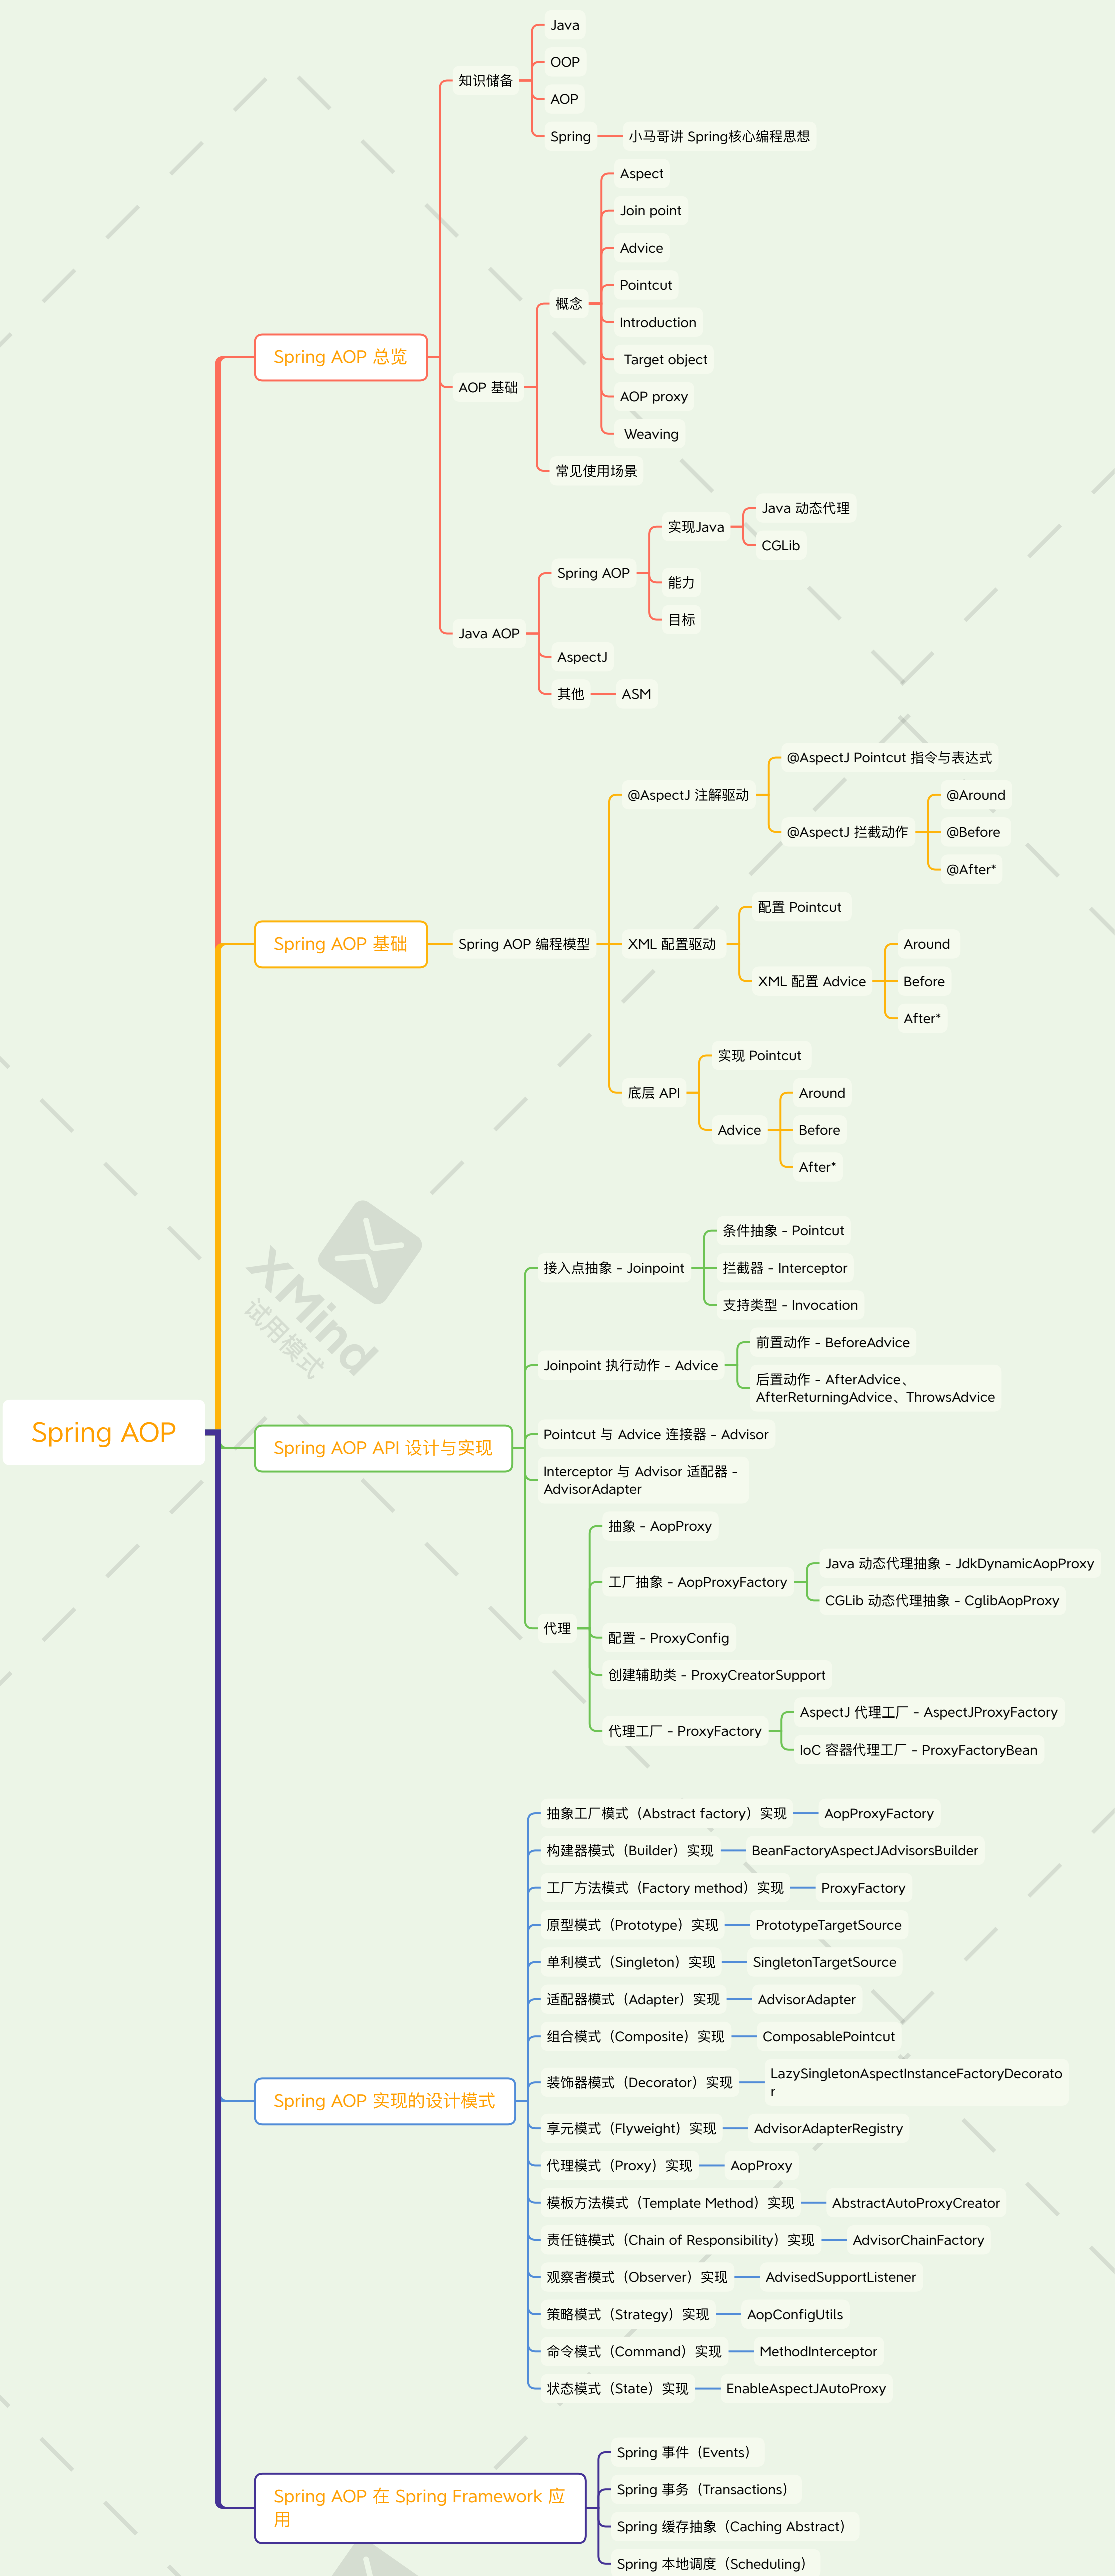 Spring AOP
Spring AOP 总览
知识储备
Java
OOP
AOP
Spring
小马哥讲 Spring核心编程思想
AOP 基础
概念
Aspect
Join point
Advice
Pointcut
Introduction
Target object
AOP proxy
Weaving
常见使用场景
Java AOP
Spring AOP
实现Java
Java 动态代理
CGLib
能力
目标
AspectJ
其他
ASM
Spring AOP 基础
Spring AOP 编程模型
@AspectJ 注解驱动
@AspectJ Pointcut 指令与表达式
@AspectJ 拦截动作
@Around
@Before
@After*
XML 配置驱动
配置 Pointcut
XML 配置 Advice
Around
Before
After*
底层 API
实现 Pointcut
Advice
Around
Before
After*
XMind
试用模式
Spring AOP API 设计与实现
接入点抽象 - Joinpoint
条件抽象 - Pointcut
拦截器 - Interceptor
支持类型 - Invocation
Joinpoint 执行动作 - Advice
前置动作 - BeforeAdvice
后置动作 - AfterAdvice、
AfterReturningAdvice、ThrowsAdvice
Pointcut 与 Advice 连接器 - Advisor
Interceptor 与 Advisor 适配器 -
AdvisorAdapter
代理
抽象 - AopProxy
工厂抽象 - AopProxyFactory
Java 动态代理抽象 - JdkDynamicAopProxy
CGLib 动态代理抽象 - CglibAopProxy
配置 - ProxyConfig
创建辅助类 - ProxyCreatorSupport
代理工厂 - ProxyFactory
AspectJ 代理工厂 - AspectJProxyFactory
IoC 容器代理工厂 - ProxyFactoryBean
Spring AOP 实现的设计模式
抽象工厂模式（Abstract factory）实现
AopProxyFactory
构建器模式（Builder）实现
BeanFactoryAspectJAdvisorsBuilder
工厂方法模式（Factory method）实现
ProxyFactory
原型模式（Prototype）实现
PrototypeTargetSource
单利模式（Singleton）实现
SingletonTargetSource
适配器模式（Adapter）实现
AdvisorAdapter
组合模式（Composite）实现
ComposablePointcut
装饰器模式（Decorator）实现
LazySingletonAspectInstanceFactoryDecorato
r
享元模式（Flyweight）实现
AdvisorAdapterRegistry
代理模式（Proxy）实现
AopProxy
模板方法模式（Template Method）实现
AbstractAutoProxyCreator
责任链模式（Chain of Responsibility）实现
AdvisorChainFactory
观察者模式（Observer）实现
AdvisedSupportListener
策略模式（Strategy）实现
AopConfigUtils
命令模式（Command）实现
MethodInterceptor
状态模式（State）实现
EnableAspectJAutoProxy
Spring AOP 在 Spring Framework 应
用
Spring 事件（Events）
Spring 事务（Transactions）
Spring 缓存抽象（Caching Abstract）
Spring 本地调度（Scheduling）